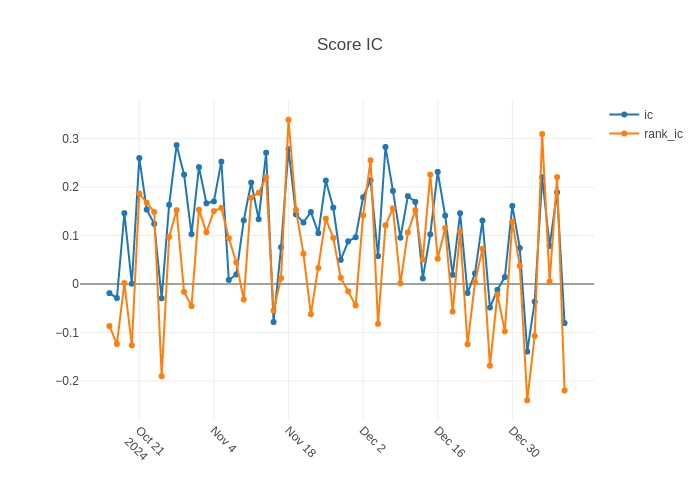 Score IC
ic
rank_ic
0.3
0.2
0.1
0
−0.1
−0.2
Oct 21
2024
Nov 4
Nov 18
Dec 2
Dec 16
Dec 30